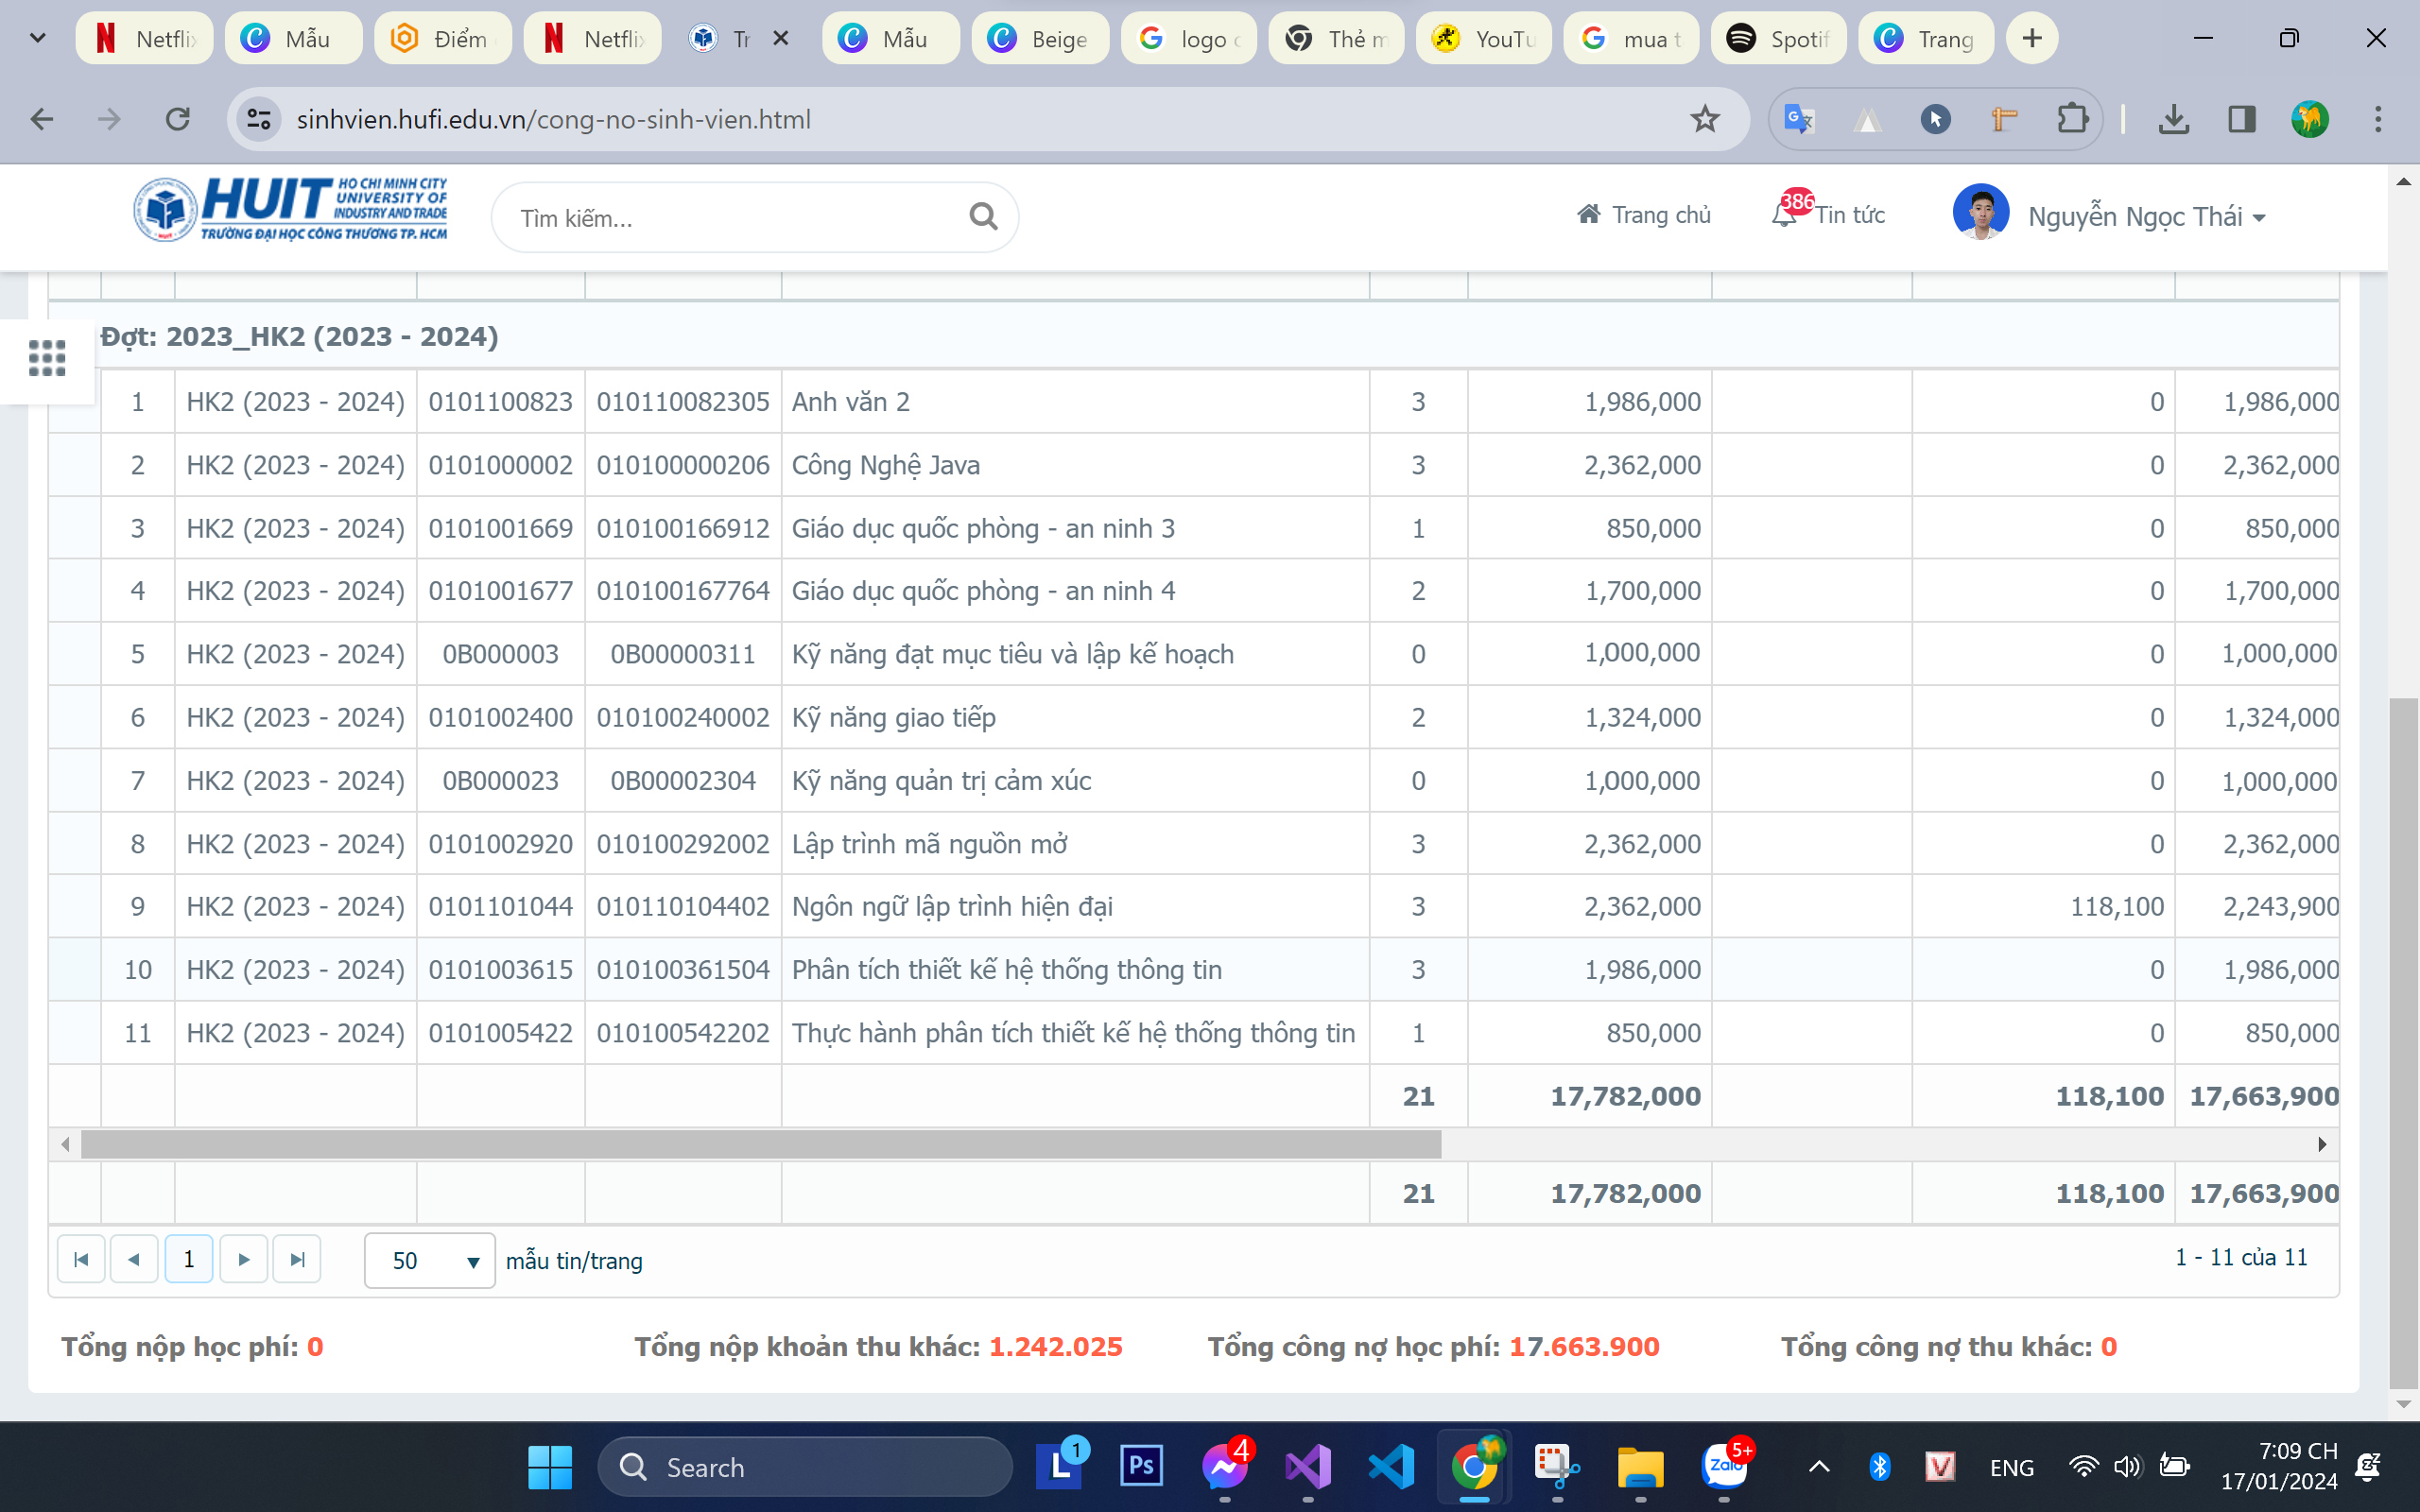 Netflix Mẫu Điểm Netflix Tr Mẫu Beige logo Thẻ m YouTu mua t Spotif Trang
sinhvien.hufi.edu.vn/cong-no-sinh-vien.html
HUIT HO CHI MINH CITY UNIVERSITY OF INDUSTRY AND TRADE
TRƯỜNG ĐẠI HỌC CÔNG THƯƠNG TP. HCM
Tìm kiếm...
Trang chủ
386 Tin tức
Nguyễn Ngọc Thái
Đợt: 2023_HK2 (2023 - 2024)
1 HK2 (2023 - 2024) 0101100823 010110082305 Anh văn 2 3 1,986,000 0 1,986,000
2 HK2 (2023 - 2024) 0101000002 010100000206 Công Nghệ Java 3 2,362,000 0 2,362,000
3 HK2 (2023 - 2024) 0101001669 010100166912 Giáo dục quốc phòng - an ninh 3 1 850,000 0 850,000
4 HK2 (2023 - 2024) 0101001677 010100167764 Giáo dục quốc phòng - an ninh 4 2 1,700,000 0 1,700,000
5 HK2 (2023 - 2024) 0B000003 0B00000311 Kỹ năng đạt mục tiêu và lập kế hoạch 0 1,000,000 0 1,000,000
6 HK2 (2023 - 2024) 0101002400 010100240002 Kỹ năng giao tiếp 2 1,324,000 0 1,324,000
7 HK2 (2023 - 2024) 0B000023 0B00002304 Kỹ năng quản trị cảm xúc 0 1,000,000 0 1,000,000
8 HK2 (2023 - 2024) 0101002920 010100292002 Lập trình mã nguồn mở 3 2,362,000 0 2,362,000
9 HK2 (2023 - 2024) 0101101044 010110104402 Ngôn ngữ lập trình hiện đại 3 2,362,000 118,100 2,243,900
10 HK2 (2023 - 2024) 0101003615 010100361504 Phân tích thiết kế hệ thống thông tin 3 1,986,000 0 1,986,000
11 HK2 (2023 - 2024) 0101005422 010100542202 Thực hành phân tích thiết kế hệ thống thông tin 1 850,000 0 850,000
21 17,782,000 118,100 17,663,900
21 17,782,000 118,100 17,663,900
1 50 mẫu tin/trang 1 - 11 của 11
Tổng nộp học phí: 0 Tổng nộp khoản thu khác: 1.242.025 Tổng công nợ học phí: 17.663.900 Tổng công nợ thu khác: 0
Search L 1 Ps 4 Zalo 5+ V ENG 7:09 CH
17/01/2024